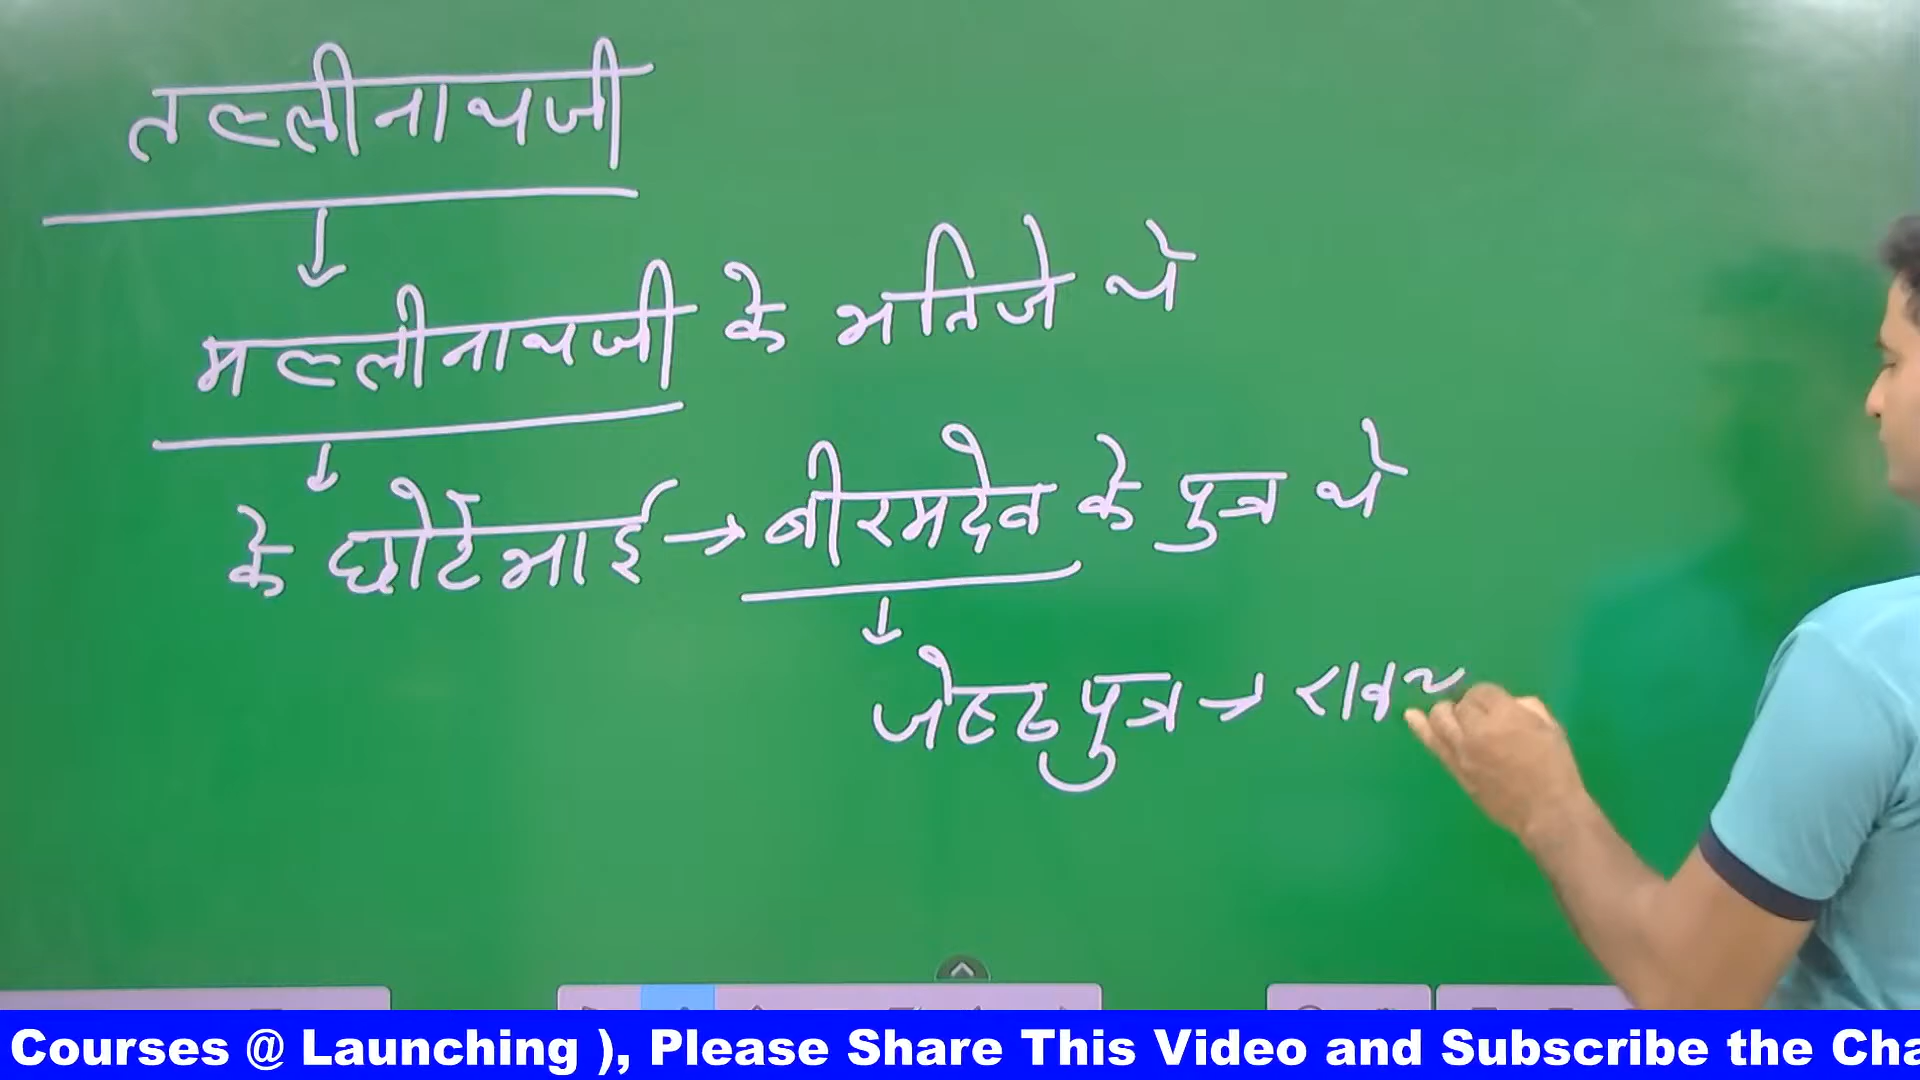 तल्लीनाथजी
मल्लीनाथजी के भतिजे थे
के छोटे भाई → बीरमदेव के पुत्र थे
जेष्ठ पुत्र →
Courses @ Launching ), Please Share This Video and Subscribe the Cha